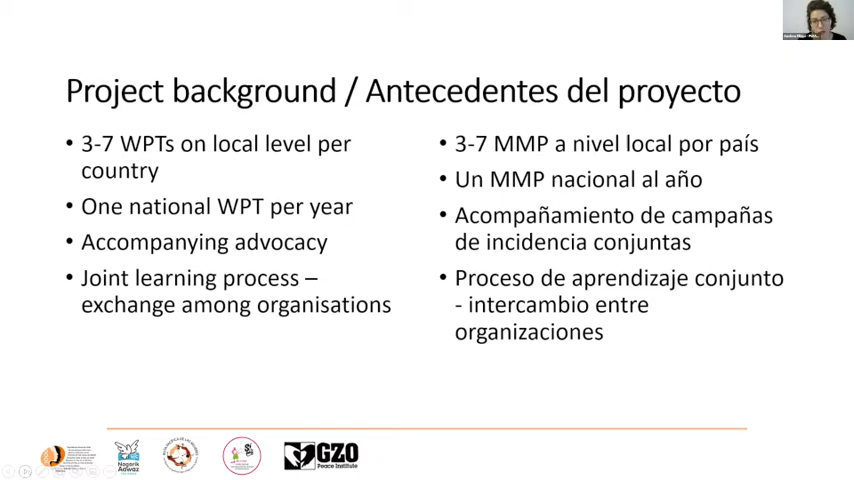 Project background / Antecedentes del proyecto
• 3-7 WPTs on local level per
country
• One national WPT per year
• Accompanying advocacy
• Joint learning process –
exchange among organisations
• 3-7 MMP a nivel local por país
• Un MMP nacional al año
• Acompañamiento de campañas
de incidencia conjuntas
• Proceso de aprendizaje conjunto
- intercambio entre
organizaciones
Nagarik
Aawaz
GZO
Peace Institute